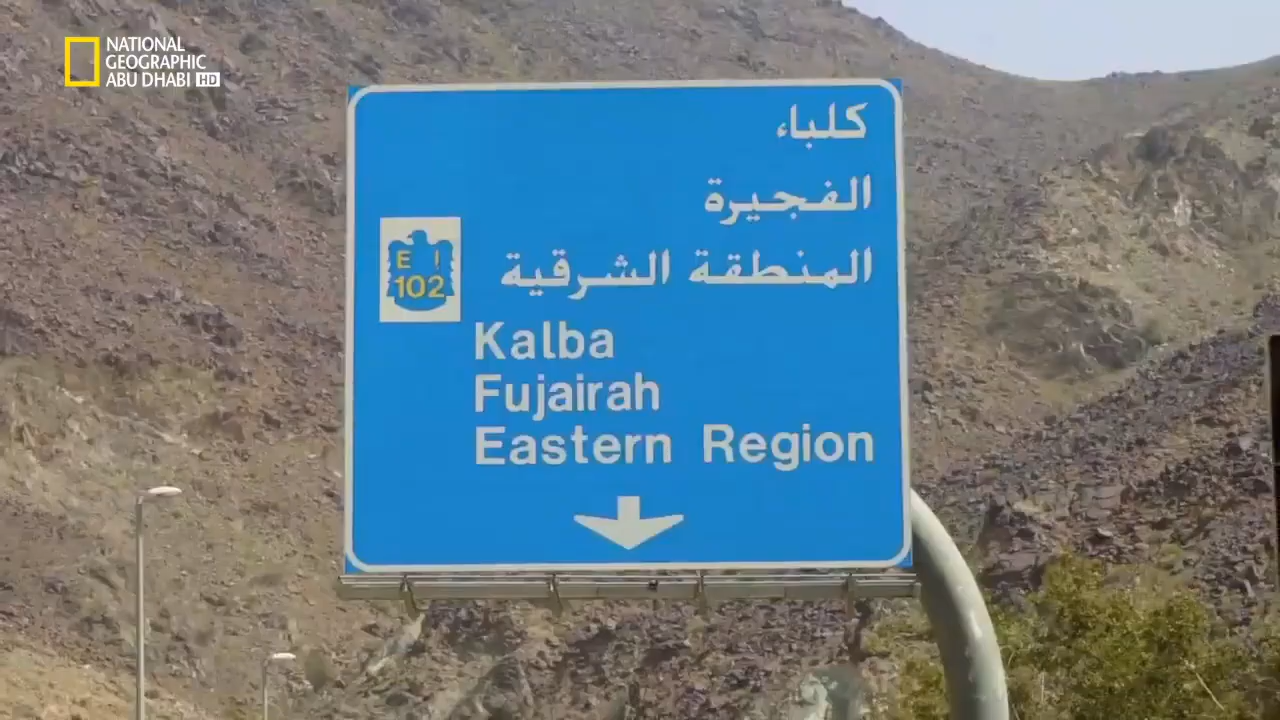 NATIONAL
GEOGRAPHIC
ABU DHABI HD
كلباء
الفجيرة
المنطقة الشرقية
E I
102
Kalba
Fujairah
Eastern Region